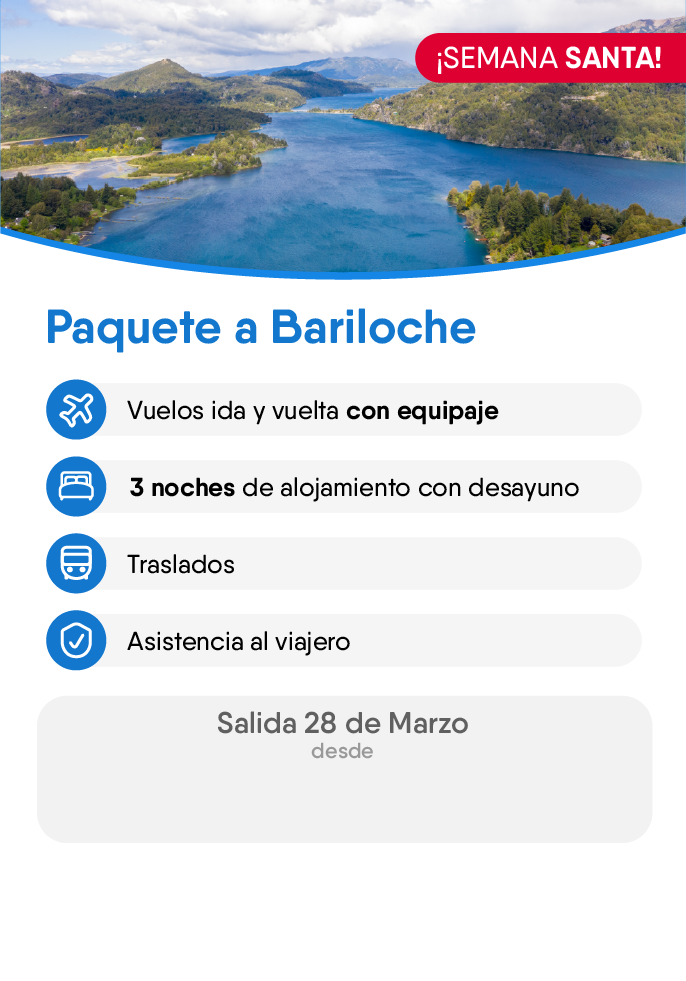 ¡SEMANA SANTA!
Paquete a Bariloche
Vuelos ida y vuelta con equipaje
3 noches de alojamiento con desayuno
Traslados
Asistencia al viajero
Salida 28 de Marzo
desde